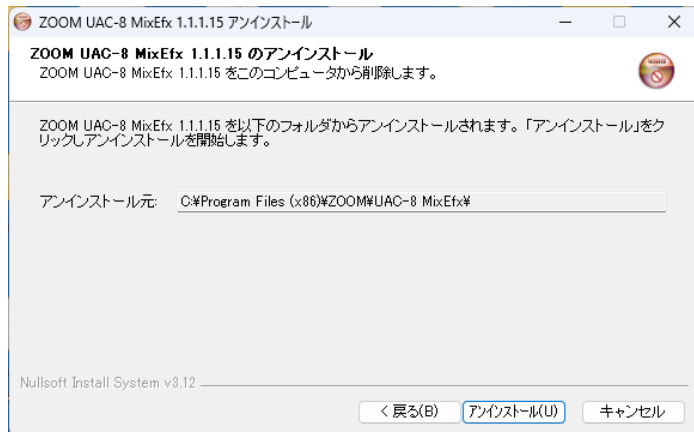 ZOOM UAC-8 MixEfx 1.1.1.15 アンインストール
ZOOM UAC-8 MixEfx 1.1.1.15 のアンインストール
ZOOM UAC-8 MixEfx 1.1.1.15 をこのコンピュータから削除します。
ZOOM UAC-8 MixEfx 1.1.1.15 を以下のフォルダからアンインストールされます。「アンインストール」をク
リックしアンインストールを開始します。
アンインストール元: C:¥Program Files (x86)¥ZOOM¥UAC-8 MixEfx¥
Nullsoft Install System v3.12
< 戻る(B) アンインストール(U) キャンセル